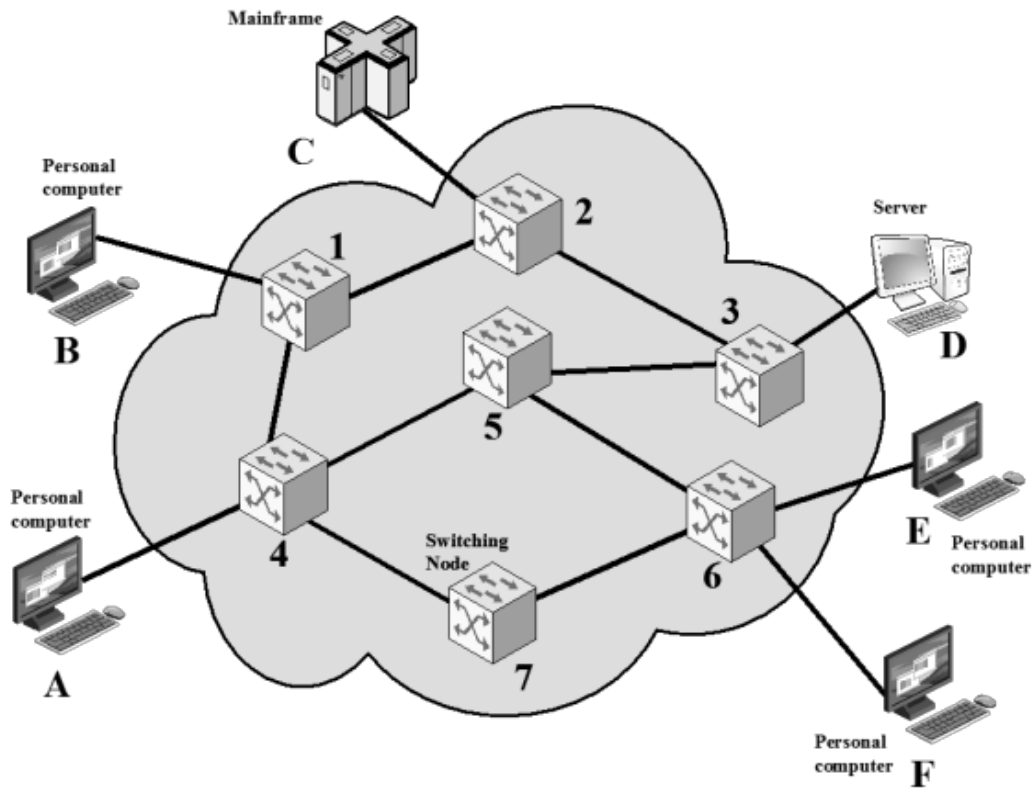 Mainframe
C
Personal
computer
2
Server
1
B
3
D
5
Personal
computer
4
Switching
Node
E
Personal
computer
6
A
7
Personal
computer
F